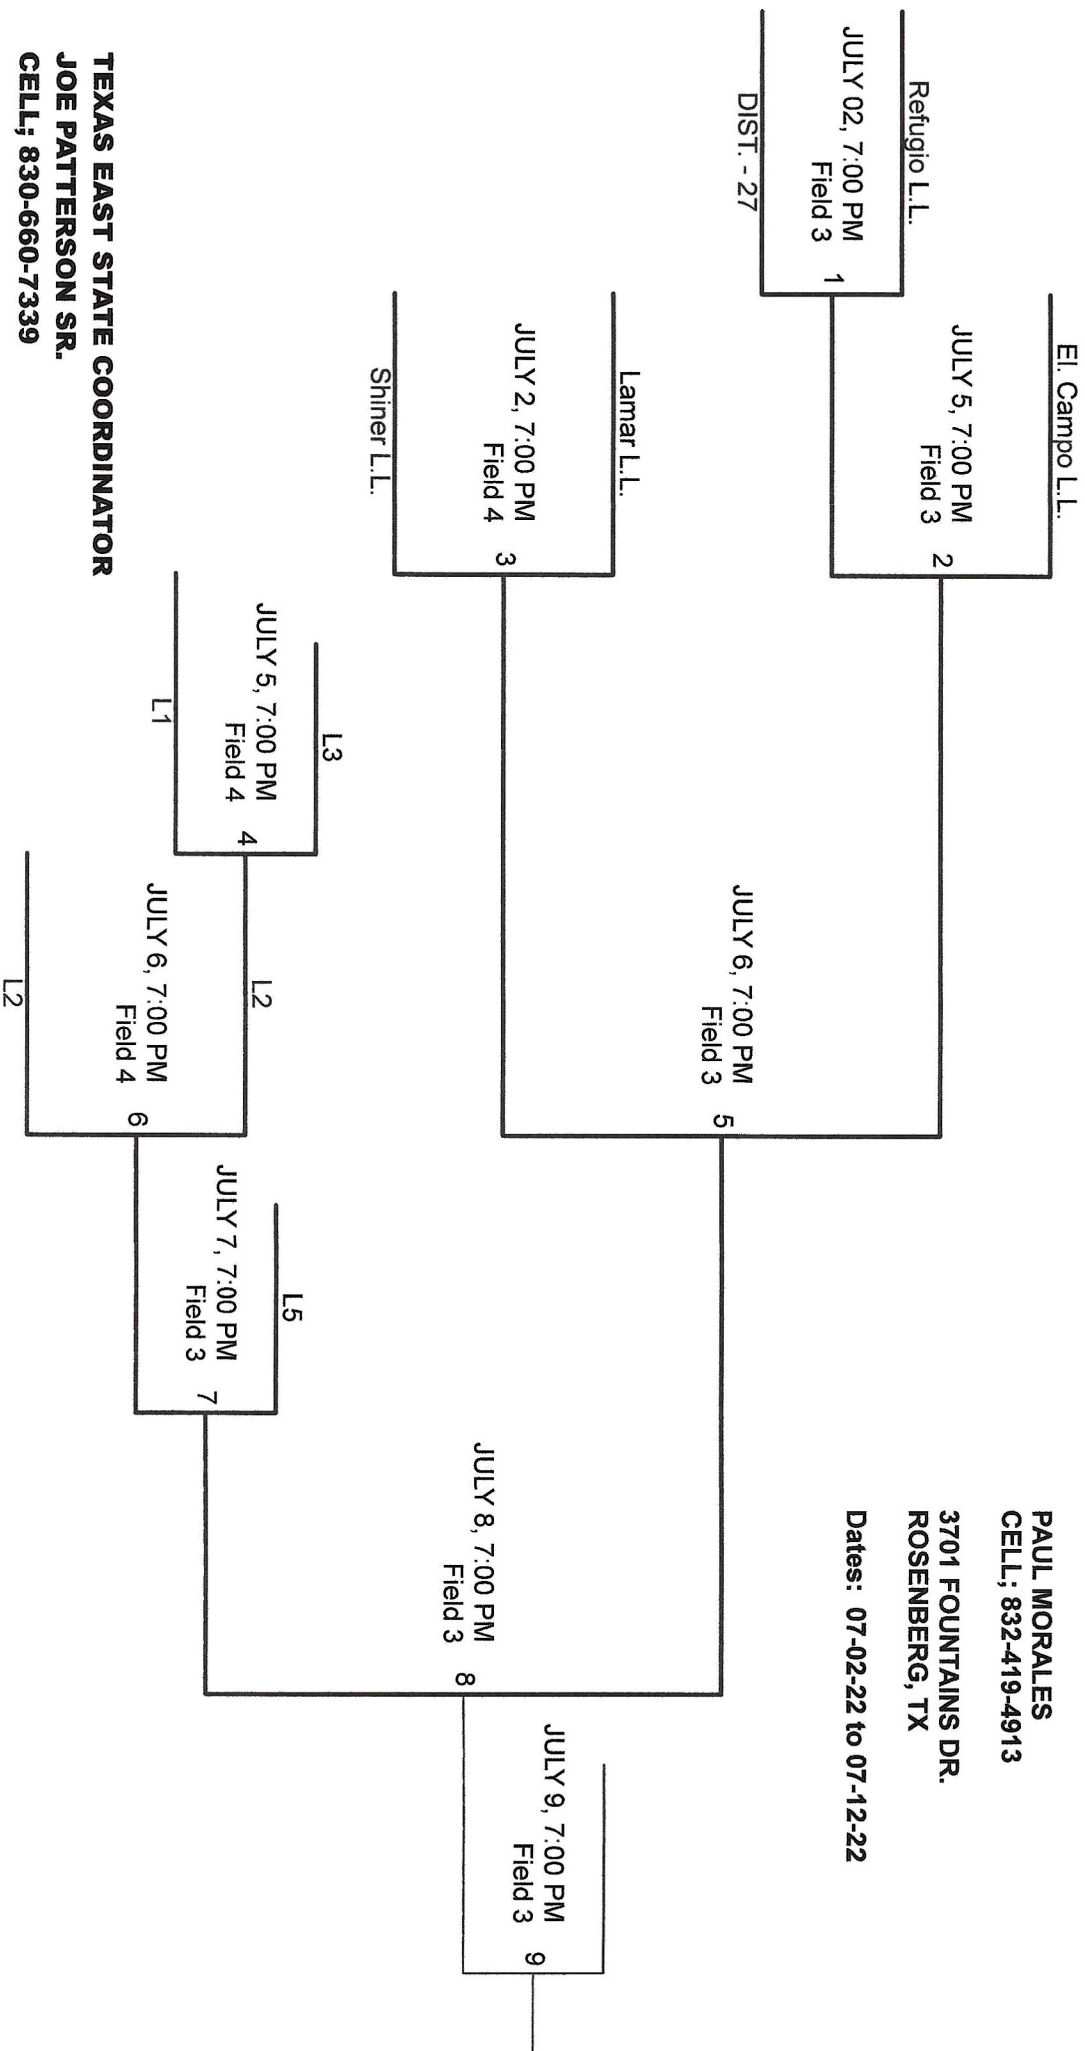 PAUL MORALES
CELL; 832-419-4913
3701 FOUNTAINS DR.
ROSENBERG, TX
Dates: 07-02-22 to 07-12-22
El. Campo L.L.
JULY 5, 7:00 PM
Field 3
2
Refugio L.L.
JULY 02, 7:00 PM
Field 3
1
DIST. - 27
JULY 6, 7:00 PM
Field 3
5
Lamar L.L.
JULY 2, 7:00 PM
Field 4
3
Shiner L.L.
JULY 9, 7:00 PM
Field 3
9
JULY 8, 7:00 PM
Field 3
8
L3
JULY 5, 7:00 PM
Field 4
4
L1
L5
JULY 7, 7:00 PM
Field 3
7
L2
JULY 6, 7:00 PM
Field 4
6
L2
TEXAS EAST STATE COORDINATOR
JOE PATTERSON SR.
CELL; 830-660-7339